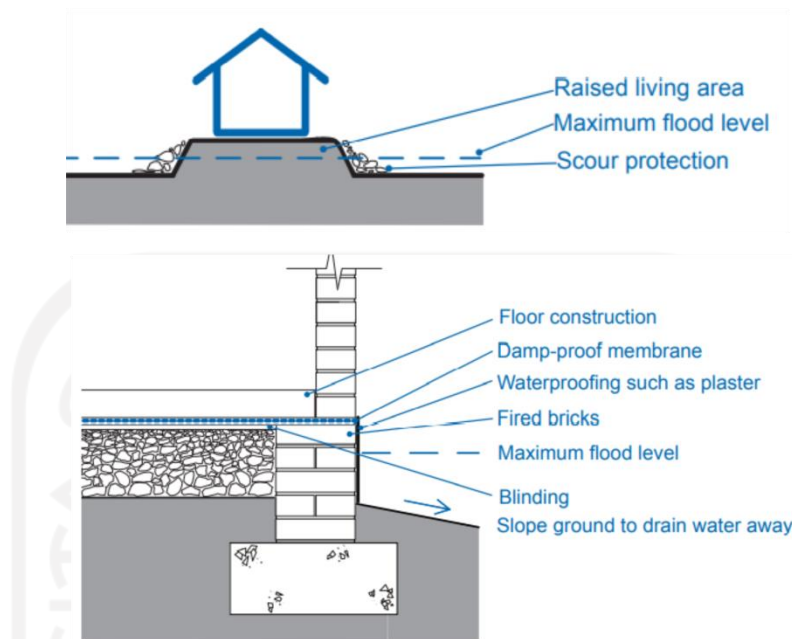 Raised living area
Maximum flood level
Scour protection
Floor construction
Damp-proof membrane
Waterproofing such as plaster
Fired bricks
Maximum flood level
Blinding
Slope ground to drain water away